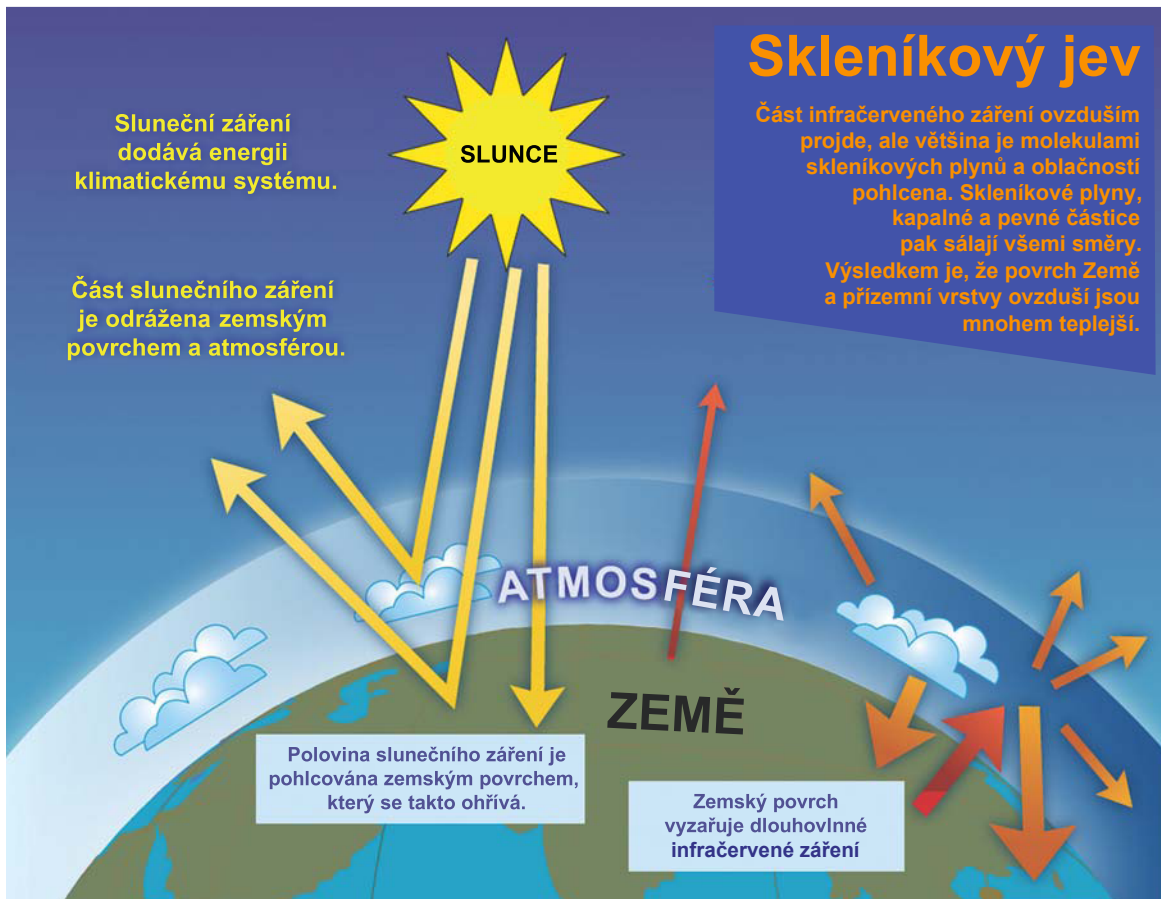 Skleníkový jev
Část infračerveného záření ovzduším
projde, ale většina je molekulami
skleníkových plynů a oblačností
pohlcena. Skleníkové plyny,
kapalné a pevné částice
pak sálají všemi směry.
Výsledkem je, že povrch Země
a přízemní vrstvy ovzduší jsou
mnohem teplejší.
Sluneční záření
dodává energii
klimatickému systému.
SLUNCE
Část slunečního záření
je odrážena zemským
povrchem a atmosférou.
ATMOSFÉRA
ZEMĚ
Polovina slunečního záření je
pohlcována zemským povrchem,
který se takto ohřívá.
Zemský povrch
vyzařuje dlouhovlnné
infračervené záření